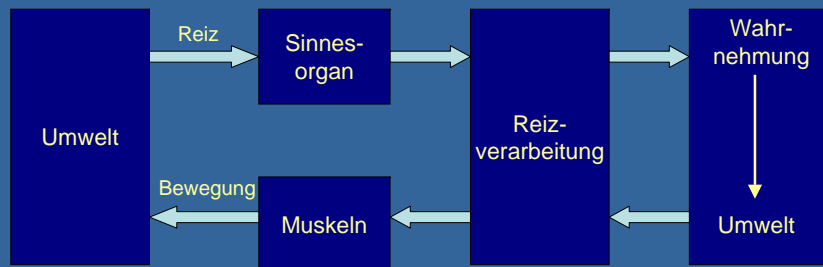 Umwelt
Reiz
Sinnes-
organ
Reiz-
verarbeitung
Wahr-
nehmung
Umwelt
Muskeln
Bewegung